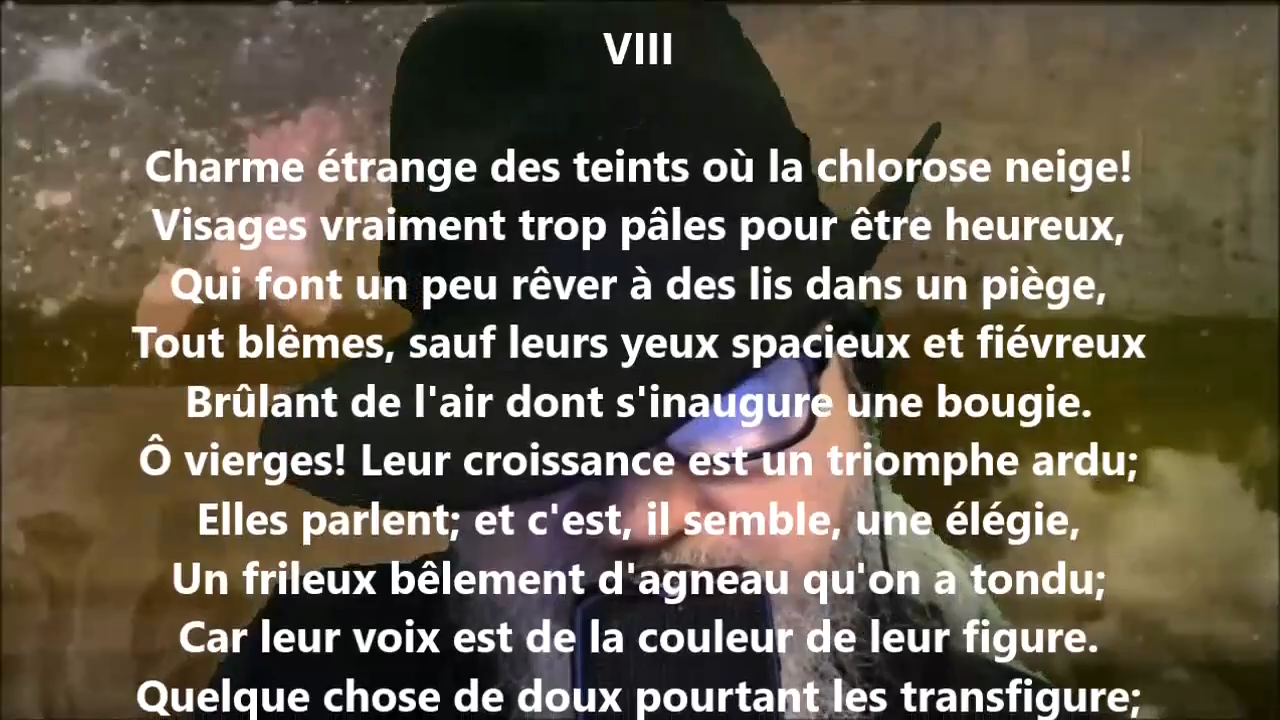 VIII
Charme étrange des teints où la chlorose neige!
Visages vraiment trop pâles pour être heureux,
Qui font un peu rêver à des lis dans un piège,
Tout blêmes, sauf leurs yeux spacieux et fiévreux
Brûlant de l'air dont s'inaugure une bougie.
Ô vierges! Leur croissance est un triomphe ardu;
Elles parlent; et c'est, il semble, une élégie,
Un frileux bêlement d'agneau qu'on a tondu;
Car leur voix est de la couleur de leur figure.
Quelque chose de doux pourtant les transfigure;